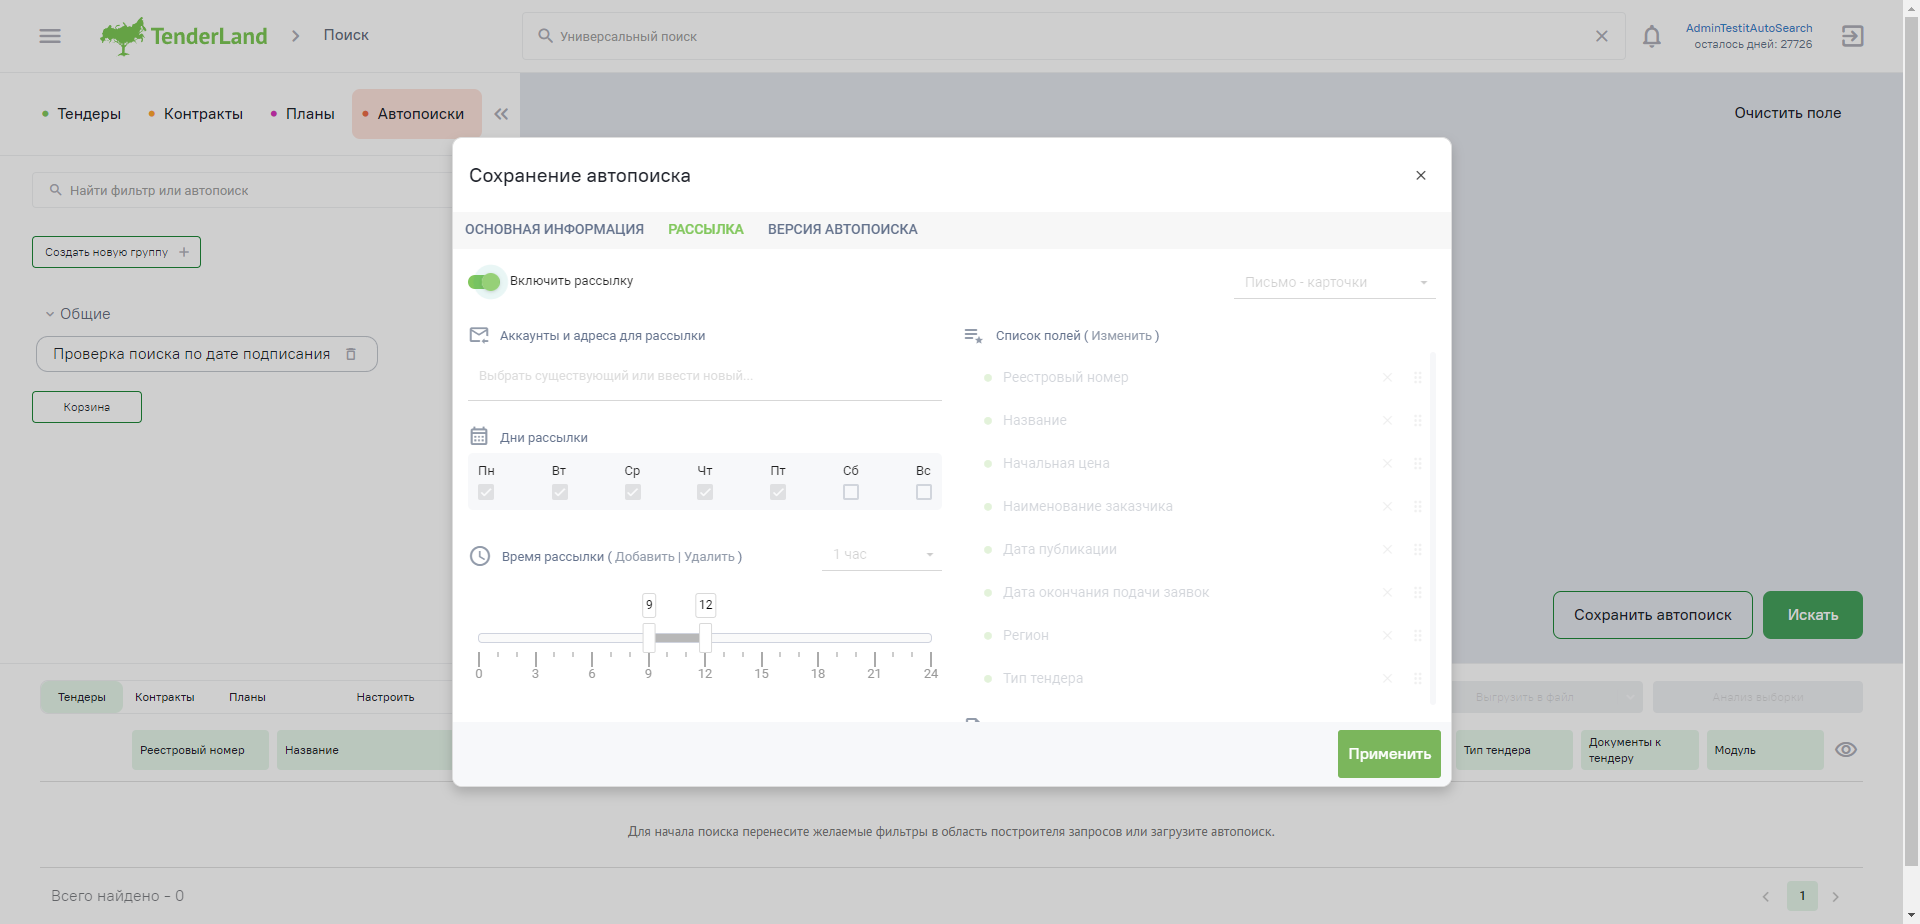 TenderLand
Поиск
Универсальный поиск
AdminTestitAutoSearch
осталось дней: 27726
Тендеры
Контракты
Планы
Автопоиски
Очистить поле
Найти фильтр или автопоиск
Создать новую группу
Общие
Проверка поиска по дате подписания
Корзина
Сохранение автопоиска
ОСНОВНАЯ ИНФОРМАЦИЯ
РАССЫЛКА
ВЕРСИЯ АВТОПОИСКА
Включить рассылку
Письмо - карточки
Аккаунты и адреса для рассылки
Выбрать существующий или ввести новый...
Дни рассылки
Пн Вт Ср Чт Пт Сб Вс
Время рассылки ( Добавить | Удалить )
1 час
9 12
0 3 6 9 12 15 18 21 24
Список полей ( Изменить )
Реестровый номер
Название
Начальная цена
Наименование заказчика
Дата публикации
Дата окончания подачи заявок
Регион
Тип тендера
Применить
Сохранить автопоиск
Искать
Тендеры
Контракты
Планы
Настроить
Выгрузить в файл
Анализ выборки
Реестровый номер
Название
Тип тендера
Документы к
тендеру
Модуль
Для начала поиска перенесите желаемые фильтры в область построителя запросов или загрузите автопоиск.
Всего найдено - 0
1